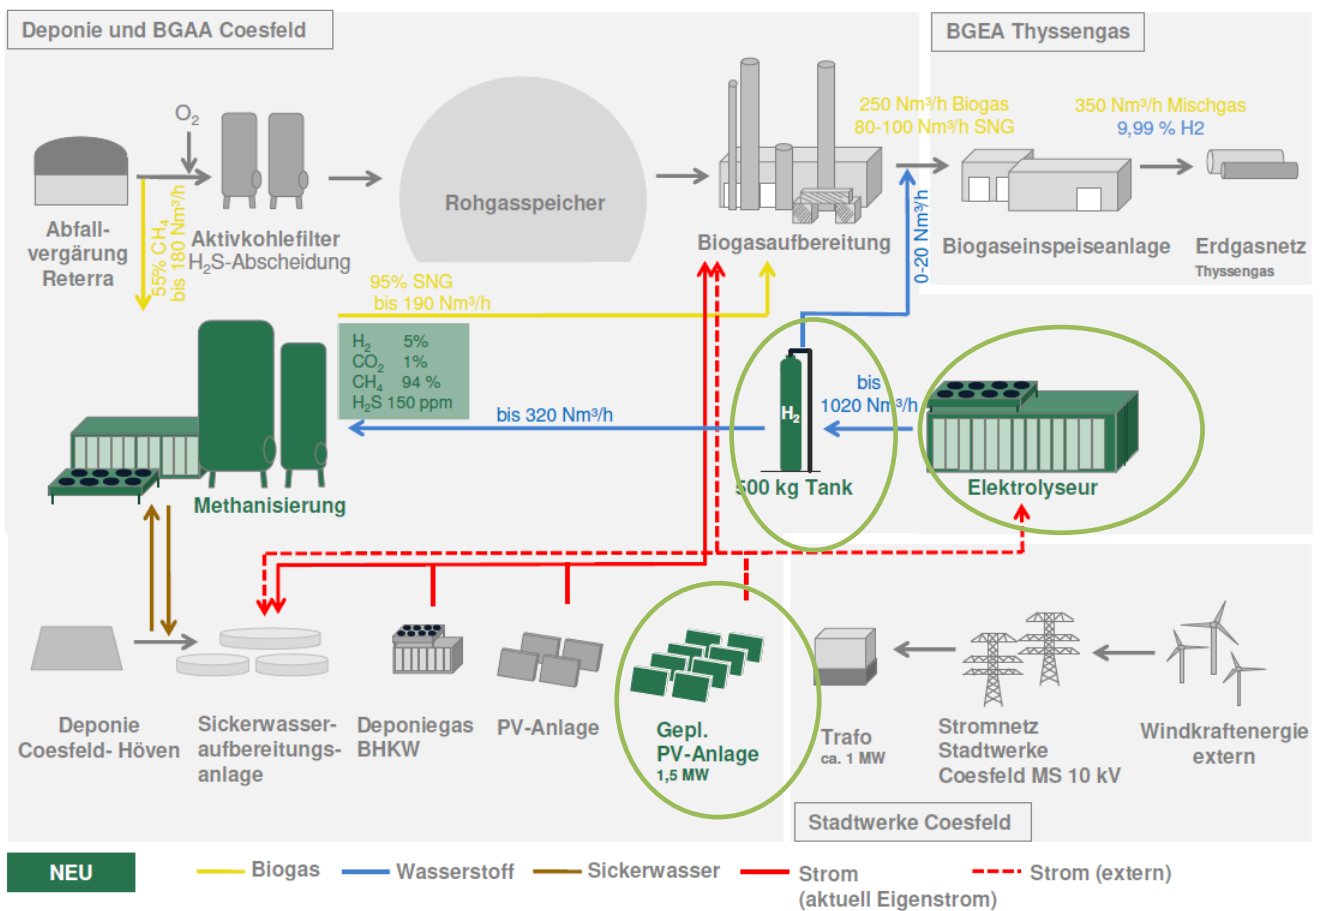 Deponie und BGAA Coesfeld
BGEA Thyssengas
O₂
250 Nm³/h Biogas
80-100 Nm³/h SNG
350 Nm³/h Mischgas
9,99 % H2
Abfall-
vergärung
Reterra
55% CH₄
bis 180 Nm³/h
Aktivkohlefilter
H₂S-Abscheidung
Rohgasspeicher
Biogasaufbereitung
0-20 Nm³/h
Biogaseinspeiseanlage
Erdgasnetz
Thyssengas
95% SNG
bis 190 Nm³/h
H₂ 5%
CO₂ 1%
CH₄ 94 %
H₂S 150 ppm
bis 320 Nm³/h
H₂
bis
1020 Nm³/h
500 kg Tank
Elektrolyseur
Methanisierung
Deponie
Coesfeld- Höven
Sickerwasser-
aufbereitungs-
anlage
Deponiegas
BHKW
PV-Anlage
Gepl.
PV-Anlage
1,5 MW
Trafo
ca. 1 MW
Stromnetz
Stadtwerke
Coesfeld MS 10 kV
Windkraftenergie
extern
Stadtwerke Coesfeld
NEU
Biogas
Wasserstoff
Sickerwasser
Strom
(aktuell Eigenstrom)
Strom (extern)